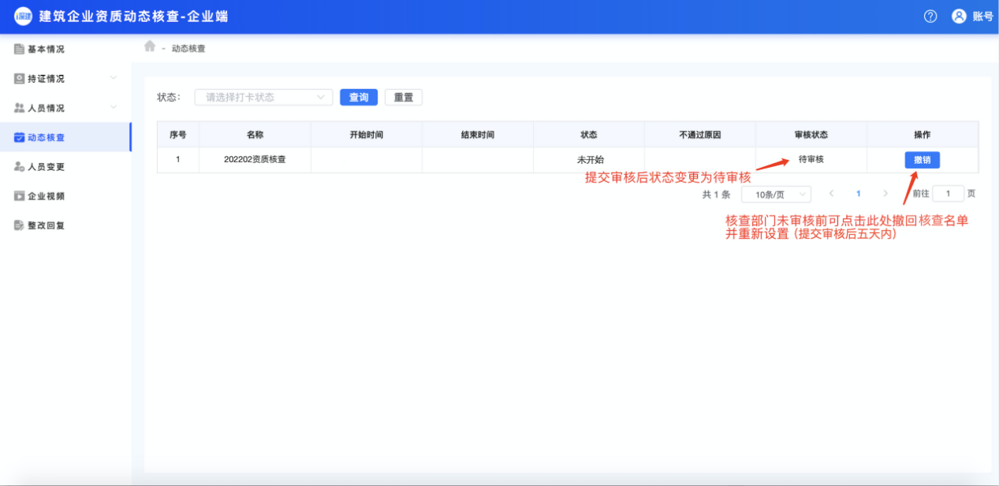 i深建 建筑企业资质动态核查-企业端
账号
基本情况
持证情况
人员情况
动态核查
人员变更
企业视频
整改回复
- 动态核查
状态： 请选择打卡状态 查询 重置
序号 名称 开始时间 结束时间 状态 不通过原因 审核状态 操作
1 202202资质核查 未开始 待审核 撤销
提交审核后状态变更为待审核
共 1 条 10条/页 < 1 > 前往 1 页
核查部门未审核前可点击此处撤回核查名单
并重新设置 (提交审核后五天内)